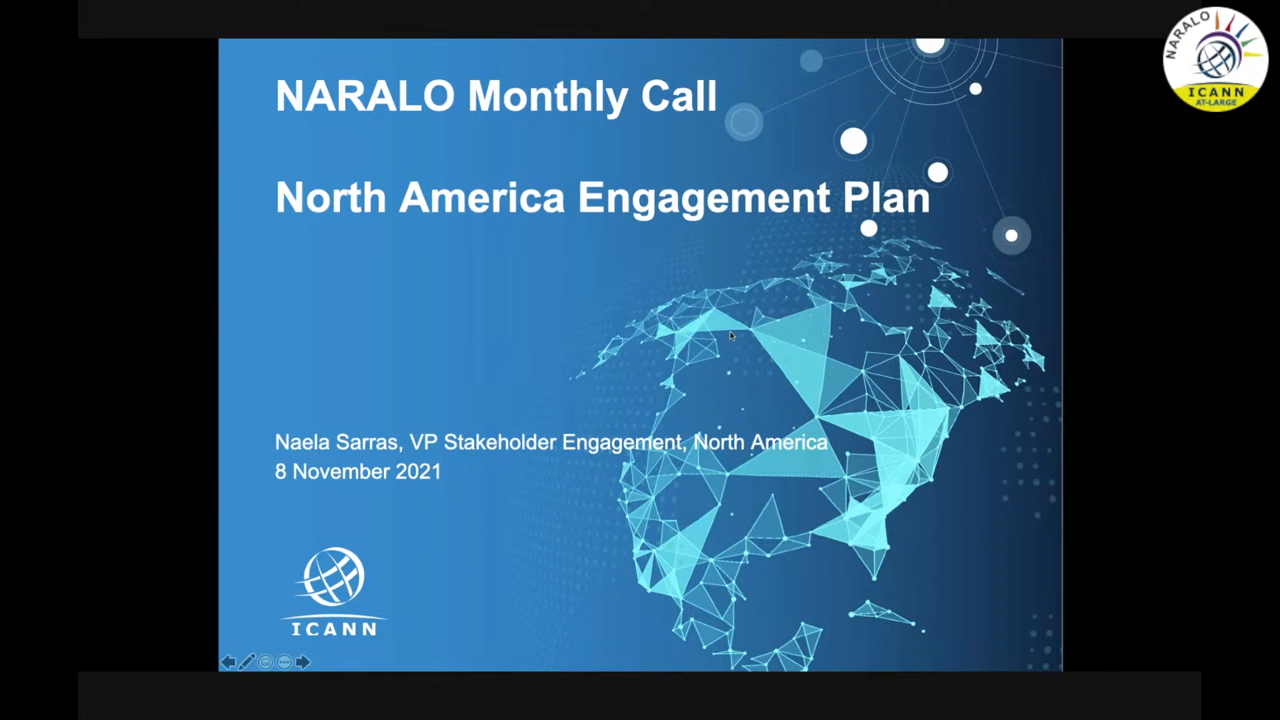 NARALO Monthly Call
North America Engagement Plan
Naela Sarras, VP Stakeholder Engagement, North America
8 November 2021
ICANN
NARALO
ICANN
AT-LARGE